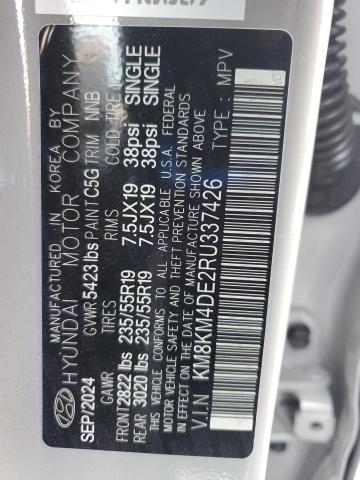 MANUFACTURED IN KOREA BY
HYUNDAI MOTOR COMPANY
SEP/2024 GVWR 5423 lbs PAINT C5G TRIM NNB
GAWR TIRES RIMS COLD TIRE PRESSURE
FRONT 2822 lbs 235/55R19 7.5JX19 38psi SINGLE
REAR 3020 lbs 235/55R19 7.5JX19 38psi SINGLE
THIS VEHICLE CONFORMS TO ALL APPLICABLE U.S.A. FEDERAL
MOTOR VEHICLE SAFETY STANDARDS IN EFFECT ON THE
DATE OF MANUFACTURE SHOWN ABOVE
V.I.N : KM8KM4DE2RU337426 TYPE : MPV